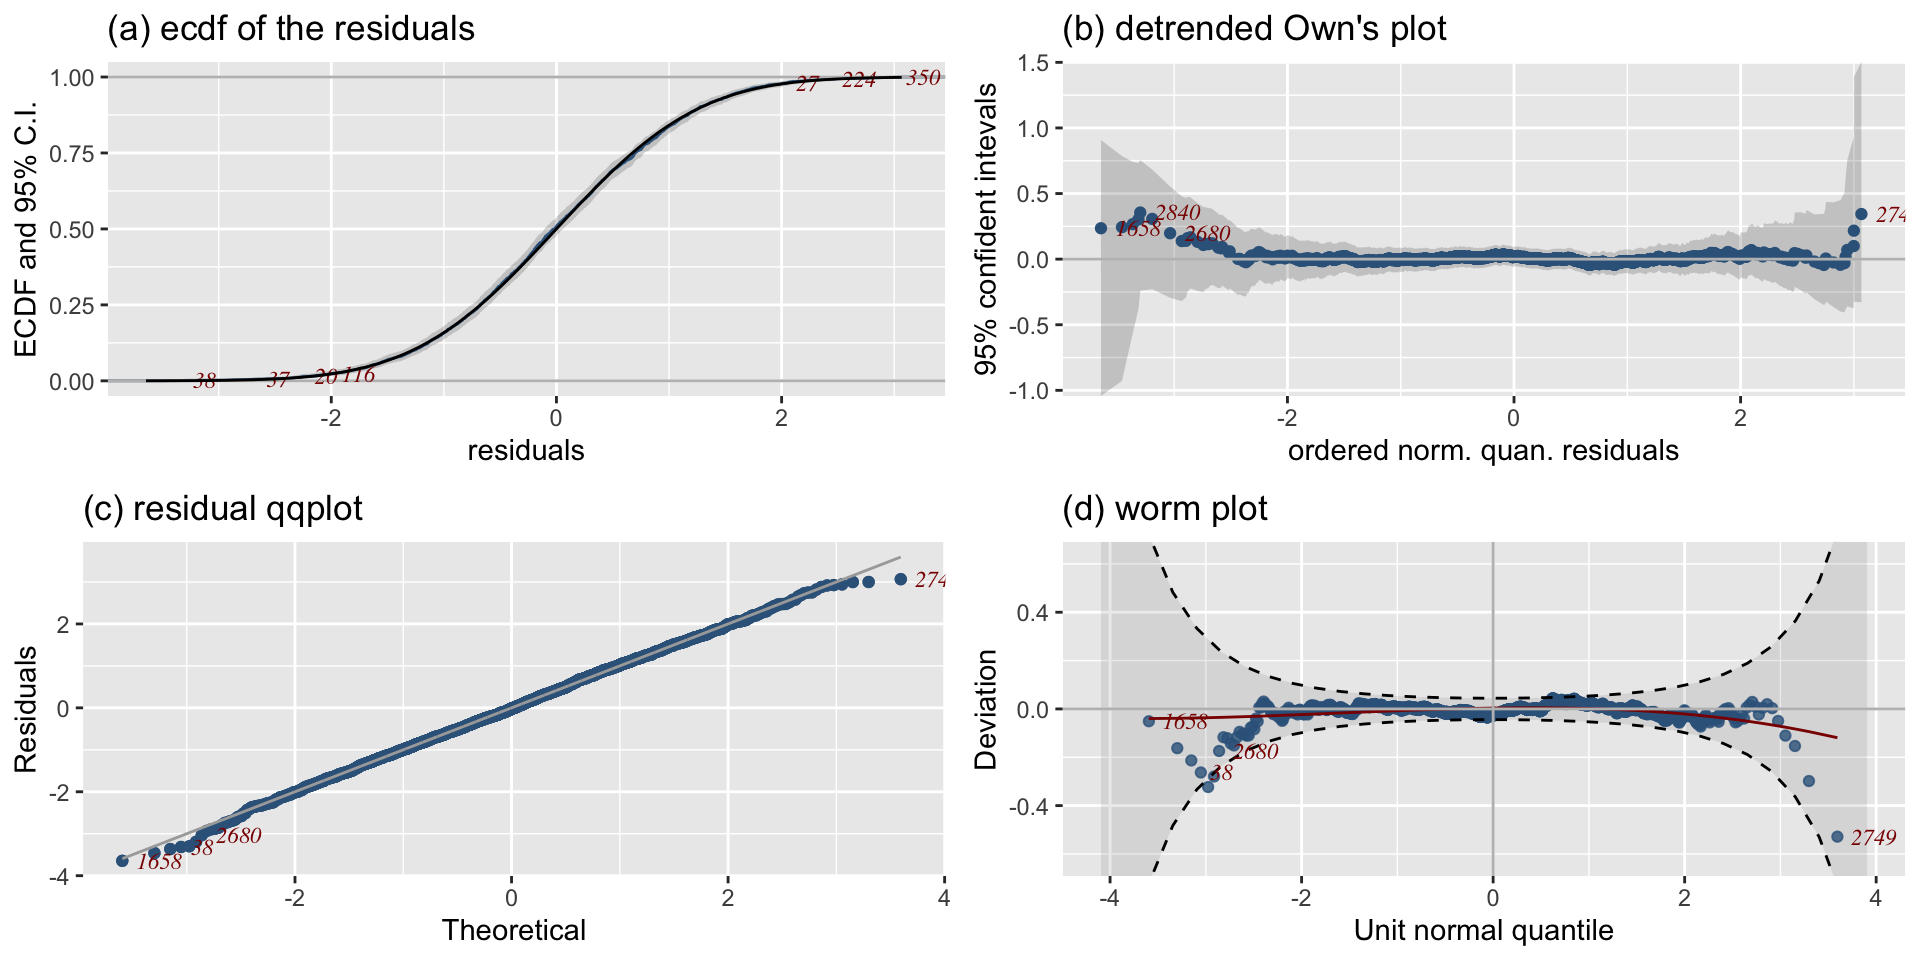 (a) ecdf of the residuals
ECDF and 95% C.I.
1.00
0.75
0.50
0.25
0.00
27 224 350
38 37 20 116
-2 0 2
residuals
(b) detrended Own's plot
95% confident intevals
1.5
1.0
0.5
0.0
-0.5
-1.0
2840
1658 2680
274
-2 0 2
ordered norm. quan. residuals
(c) residual qqplot
Residuals
2
0
-2
-4
274
2680
38
1658
-2 0 2 4
Theoretical
(d) worm plot
Deviation
0.4
0.0
-0.4
1658
2680
38
2749
-4 -2 0 2 4
Unit normal quantile